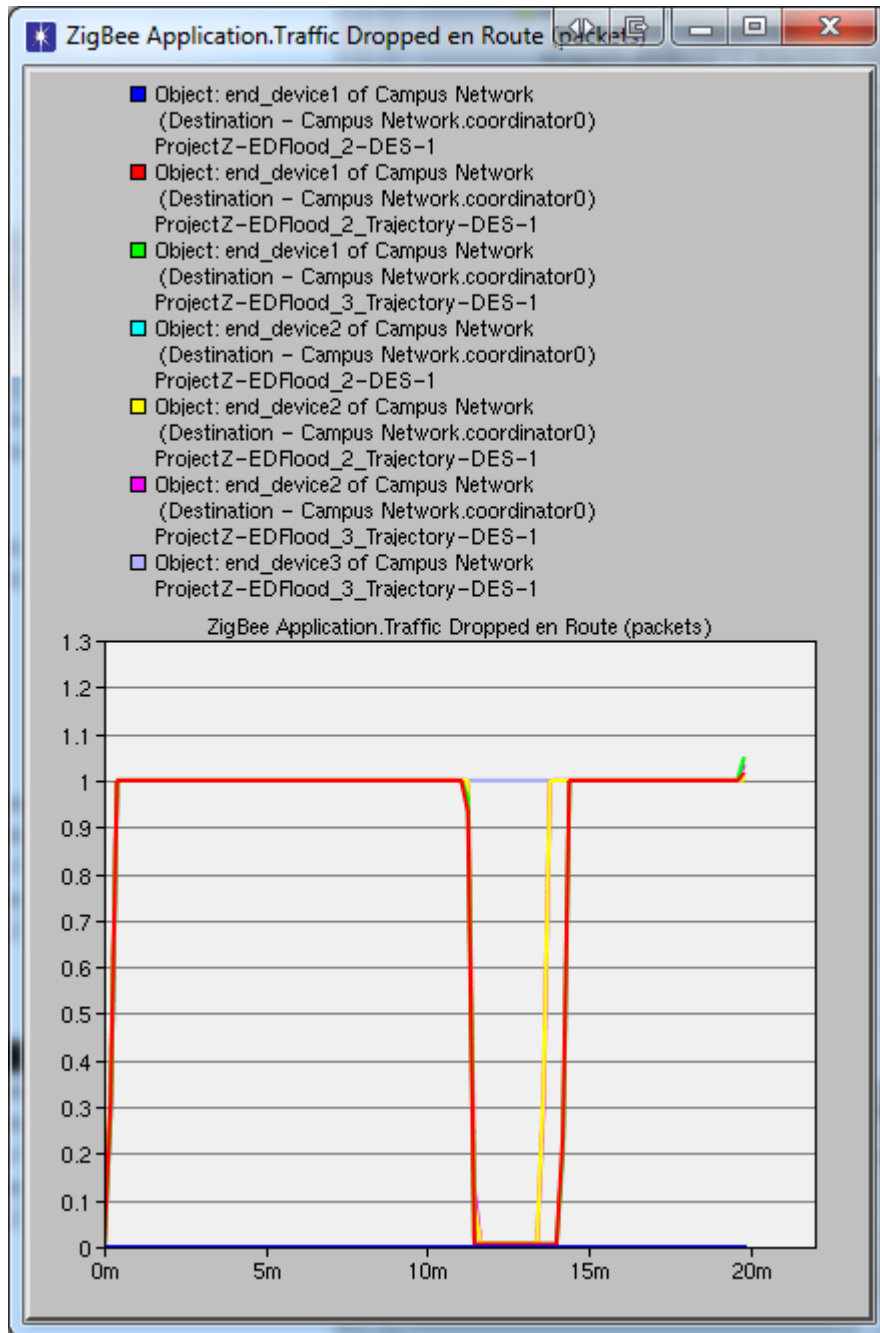 ZigBee Application.Traffic Dropped en Route (packets)
Object: end_device1 of Campus Network
(Destination - Campus Network.coordinator0)
ProjectZ-EDFlood_2-DES-1
Object: end_device1 of Campus Network
(Destination - Campus Network.coordinator0)
ProjectZ-EDFlood_2_Trajectory-DES-1
Object: end_device1 of Campus Network
(Destination - Campus Network.coordinator0)
ProjectZ-EDFlood_3_Trajectory-DES-1
Object: end_device2 of Campus Network
(Destination - Campus Network.coordinator0)
ProjectZ-EDFlood_2-DES-1
Object: end_device2 of Campus Network
(Destination - Campus Network.coordinator0)
ProjectZ-EDFlood_2_Trajectory-DES-1
Object: end_device2 of Campus Network
(Destination - Campus Network.coordinator0)
ProjectZ-EDFlood_3_Trajectory-DES-1
Object: end_device3 of Campus Network
ProjectZ-EDFlood_3_Trajectory-DES-1
ZigBee Application.Traffic Dropped en Route (packets)
1.3
1.2
1.1
1
0.9
0.8
0.7
0.6
0.5
0.4
0.3
0.2
0.1
0
0m 5m 10m 15m 20m